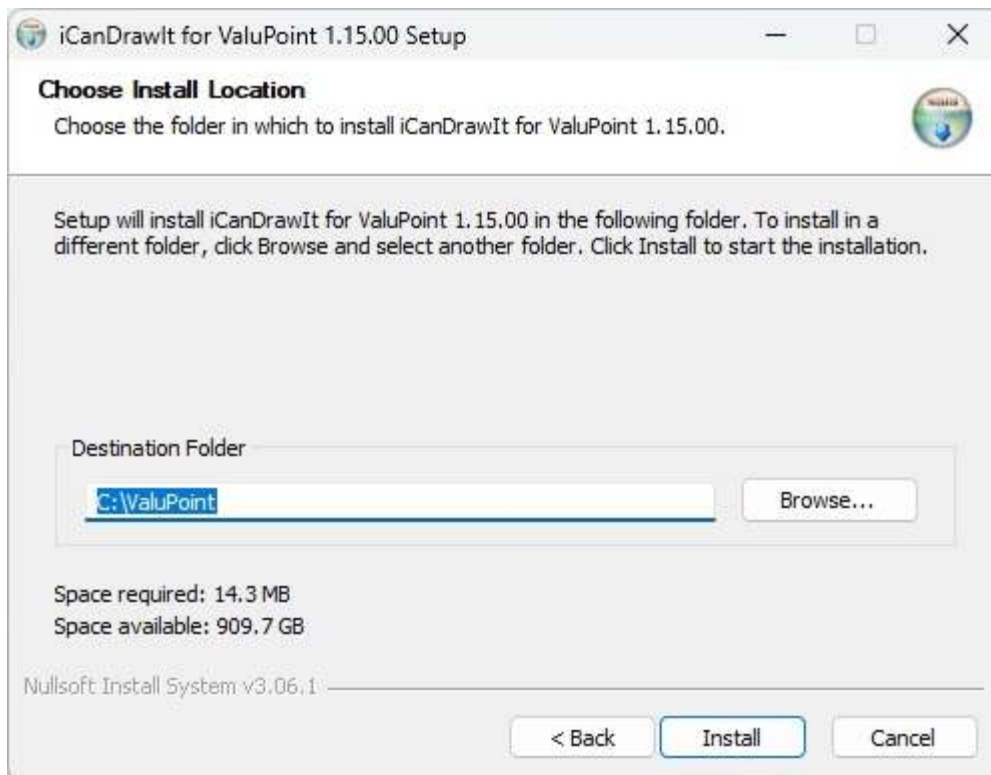 iCanDrawIt for ValuPoint 1.15.00 Setup
Choose Install Location
Choose the folder in which to install iCanDrawIt for ValuPoint 1.15.00.
Setup will install iCanDrawIt for ValuPoint 1.15.00 in the following folder. To install in a
different folder, click Browse and select another folder. Click Install to start the installation.
Destination Folder
C:\ValuPoint
Browse...
Space required: 14.3 MB
Space available: 909.7 GB
Nullsoft Install System v3.06.1
< Back
Install
Cancel